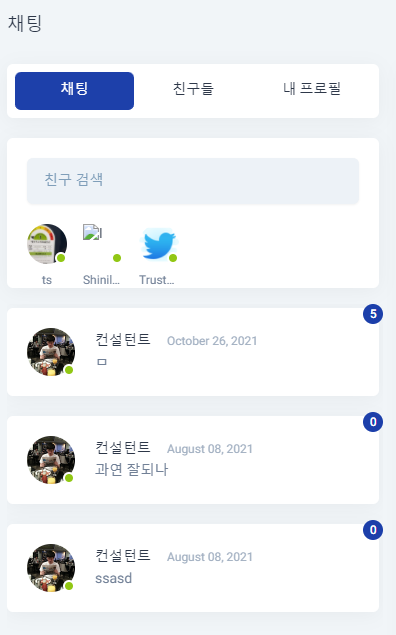 채팅
채팅 친구들 내 프로필
친구 검색
ts Shinil... Trust...
5
컨설턴트 October 26, 2021
ㅁ
0
컨설턴트 August 08, 2021
과연 잘되나
0
컨설턴트 August 08, 2021
ssasd